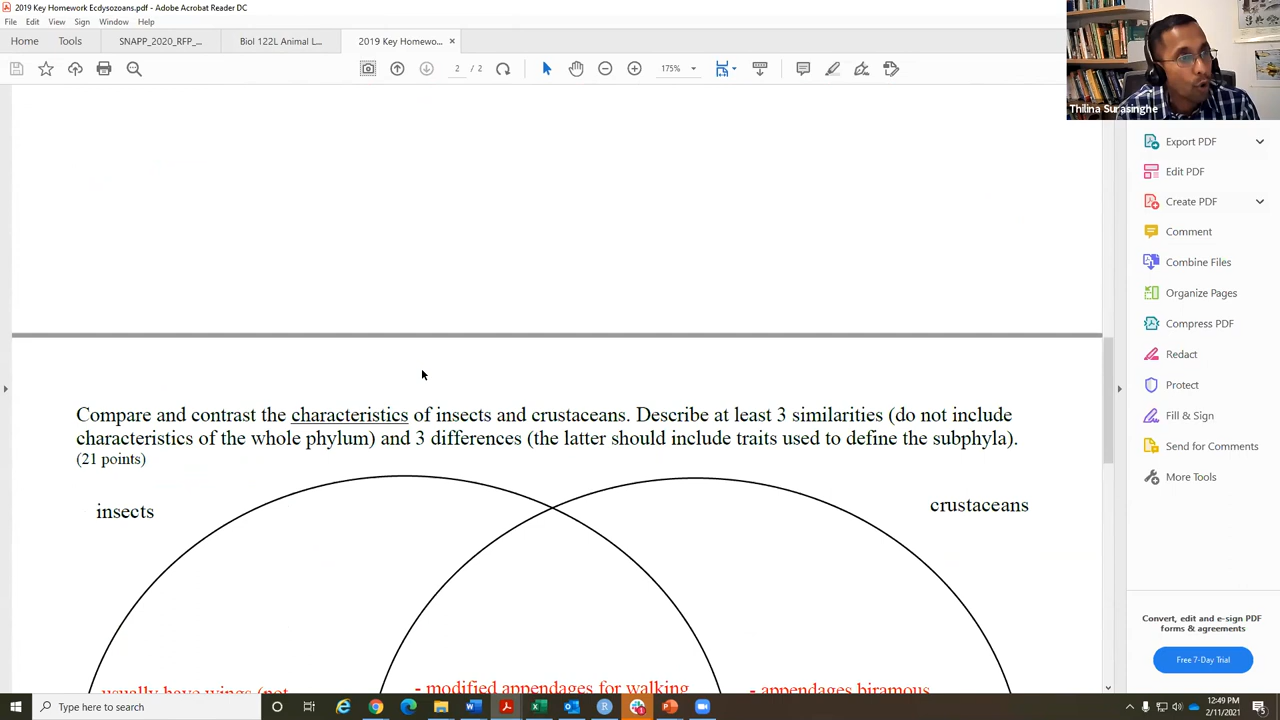 2019 Key Homework Ecdysozoans.pdf - Adobe Acrobat Reader DC
File Edit View Sign Window Help
Home Tools SNAPP_2020_RFP_... Biol 122L Animal L... 2019 Key Homewo... ×
2 / 2 175%
Thilina Surasinghe
Export PDF
Edit PDF
Create PDF
Comment
Combine Files
Organize Pages
Compress PDF
Redact
Protect
Fill & Sign
Send for Comments
More Tools
Compare and contrast the characteristics of insects and crustaceans. Describe at least 3 similarities (do not include
characteristics of the whole phylum) and 3 differences (the latter should include traits used to define the subphyla).
(21 points)
insects
crustaceans
usually have wings (not
- modified appendages for walking
- appendages biramous
Convert, edit and e-sign PDF
forms & agreements
Free 7-Day Trial
Type here to search
12:49 PM
2/11/2021